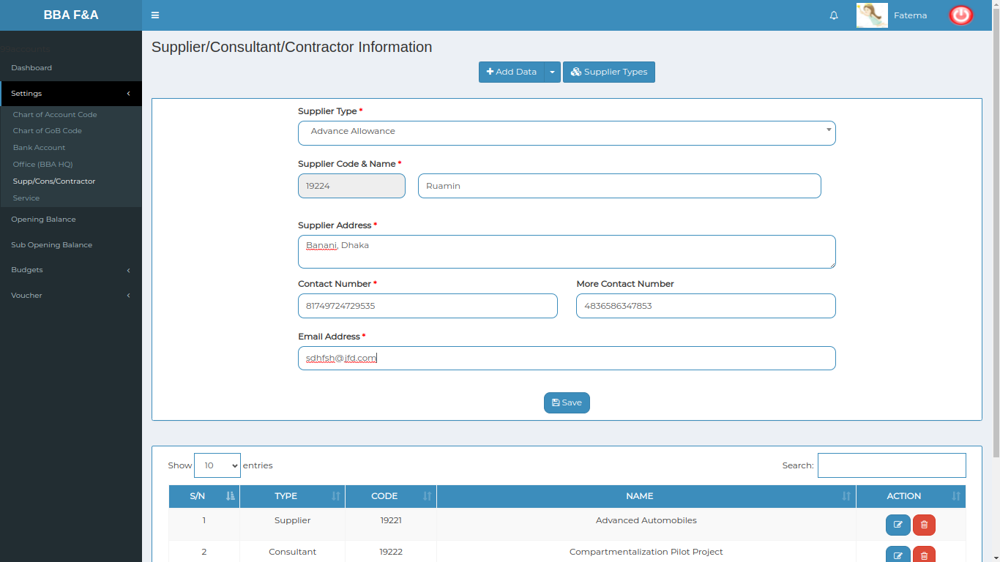 BBA F&A
Fatema
Dashboard
Settings
Chart of Account Code
Chart of GoB Code
Bank Account
Office (BBA HQ)
Supp/Cons/Contractor
Service
Opening Balance
Sub Opening Balance
Budgets
Voucher
Supplier/Consultant/Contractor Information
Add Data
Supplier Types
Supplier Type *
Advance Allowance
Supplier Code & Name *
19224 Ruamin
Supplier Address *
Banani, Dhaka
Contact Number * More Contact Number
81749724729535 4836586347853
Email Address *
sdhfsh@jfd.com
Save
Show 10 entries Search:
S/N TYPE CODE NAME ACTION
1 Supplier 19221 Advanced Automobiles
2 Consultant 19222 Compartmentalization Pilot Project